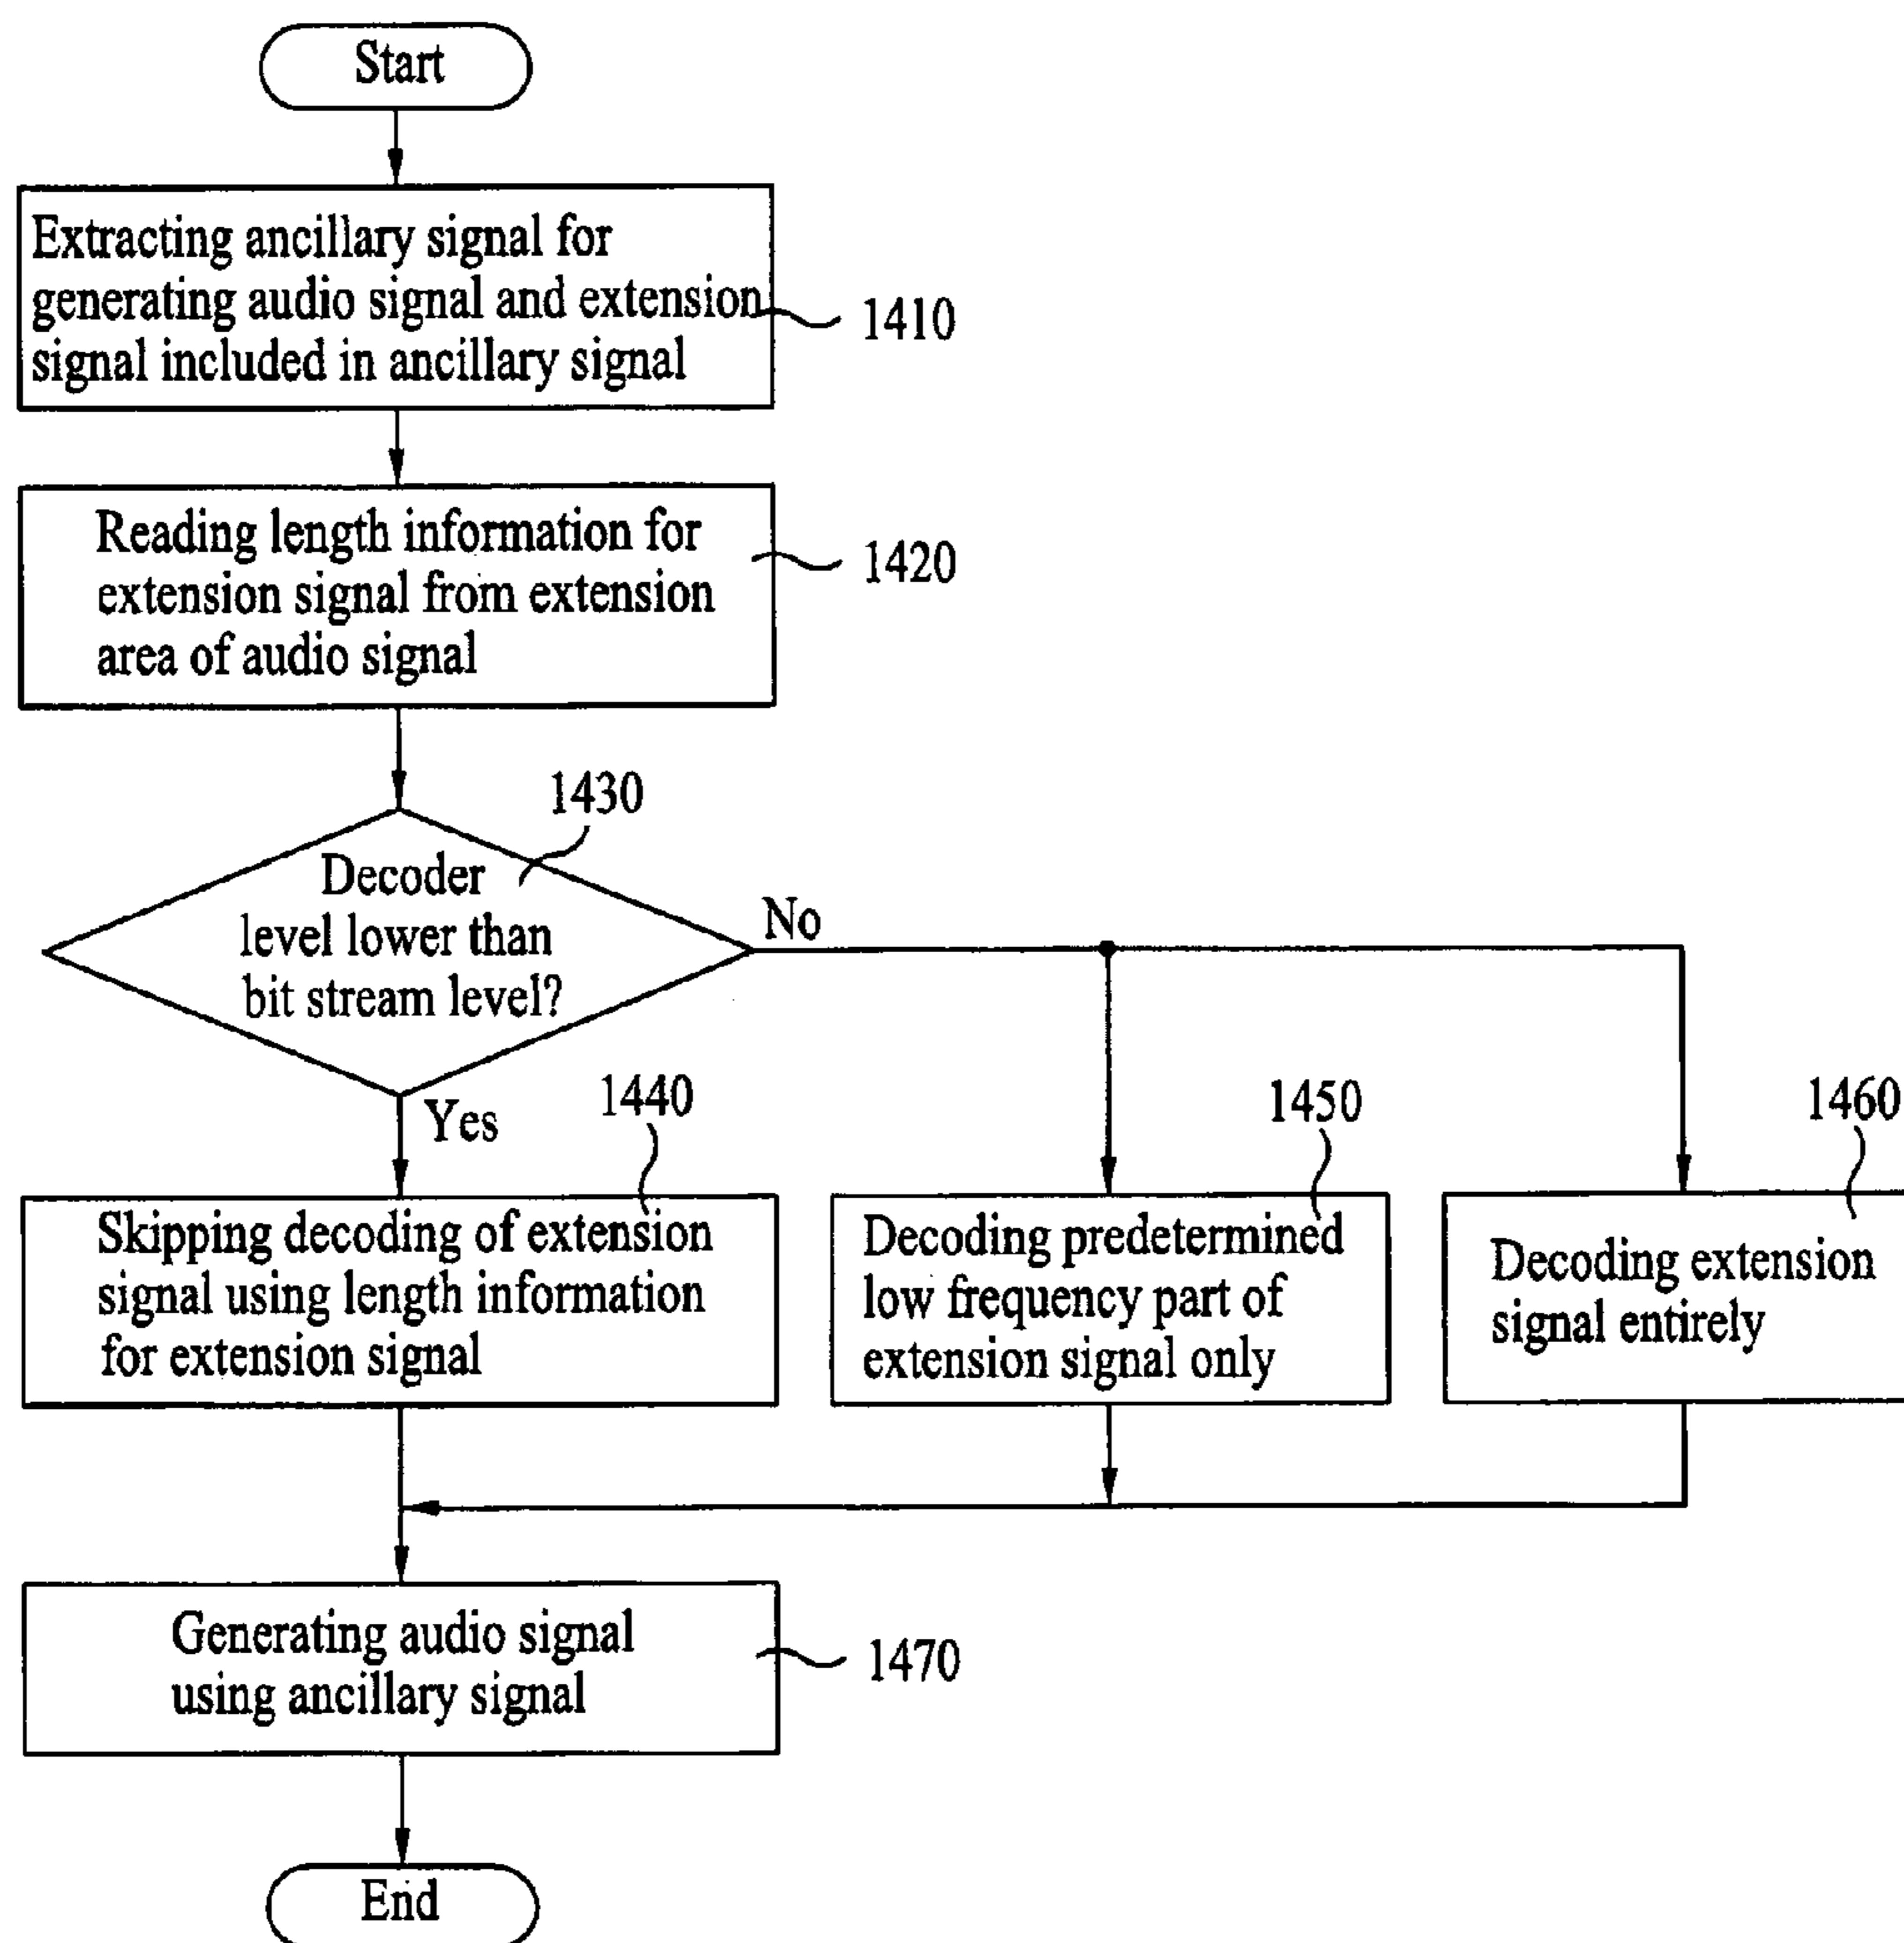 Start
Extracting ancillary signal for
generating audio signal and extension
signal included in ancillary signal
1410
Reading length information for
extension signal from extension
area of audio signal
1420
1430
Decoder
level lower than
bit stream level?
No
Yes
1440
Skipping decoding of extension
signal using length information
for extension signal
1450
Decoding predetermined
low frequency part of
extension signal only
1460
Decoding extension
signal entirely
Generating audio signal
using ancillary signal
1470
End